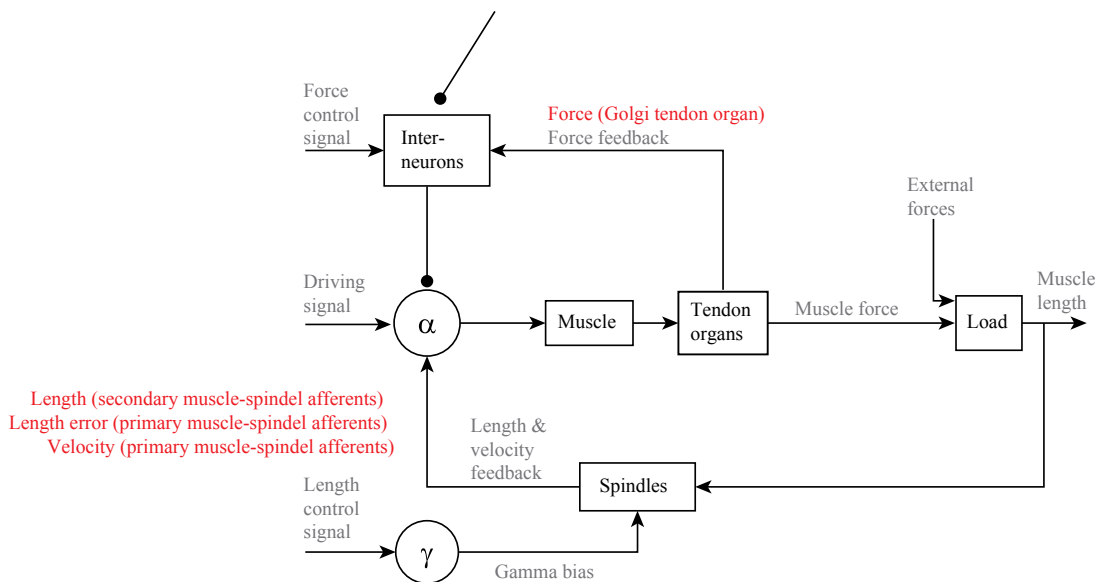 Force
control
signal
Inter-
neurons
Force (Golgi tendon organ)
Force feedback
External
forces
Driving
signal
α
Muscle
Tendon
organs
Muscle force
Load
Muscle
length
Length (secondary muscle-spindel afferents)
Length error (primary muscle-spindel afferents)
Velocity (primary muscle-spindel afferents)
Length &
velocity
feedback
Spindles
Length
control
signal
γ
Gamma bias